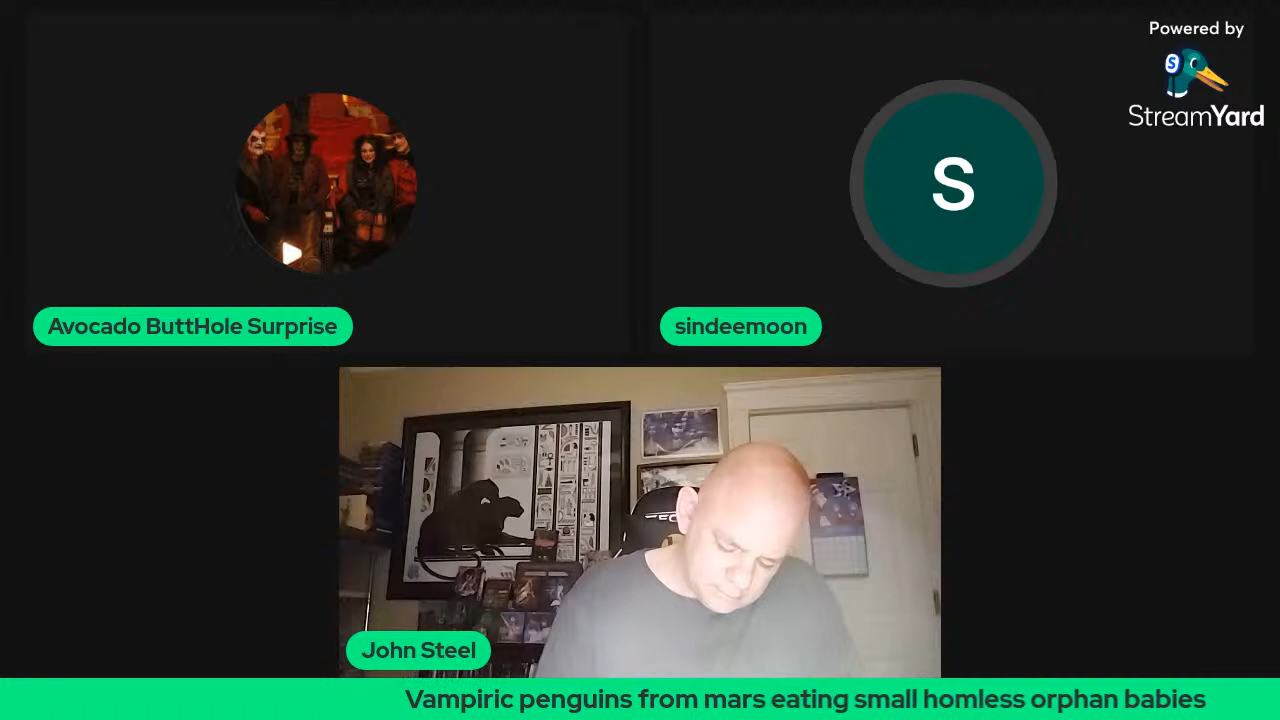 Powered by
S
StreamYard
S
Avocado ButtHole Surprise
sindeemoon
John Steel
Vampiric penguins from mars eating small homless orphan babies